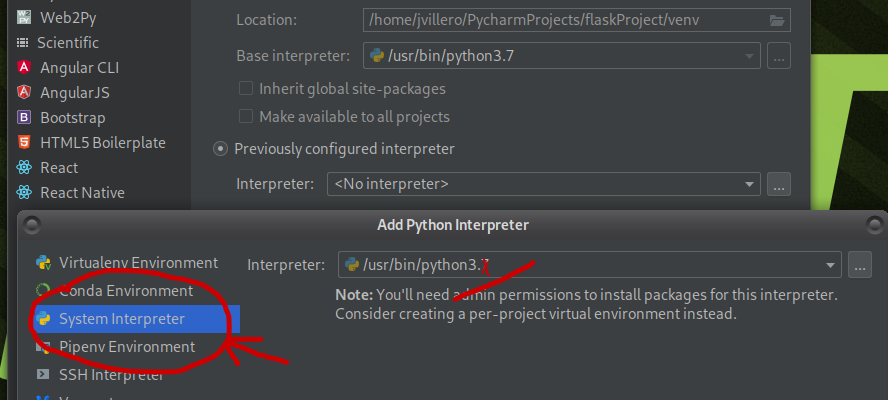 Web2Py
Scientific
Angular CLI
AngularJS
Bootstrap
HTML5 Boilerplate
React
React Native
Location: /home/jvillero/PycharmProjects/flaskProject/venv
Base interpreter: /usr/bin/python3.7
...
Inherit global site-packages
Make available to all projects
Previously configured interpreter
Interpreter: <No interpreter>
...
Add Python Interpreter
Virtualenv Environment
Conda Environment
System Interpreter
Pipenv Environment
SSH Interpreter
Interpreter: /usr/bin/python3.7
...
Note: You'll need admin permissions to install packages for this interpreter.
Consider creating a per-project virtual environment instead.